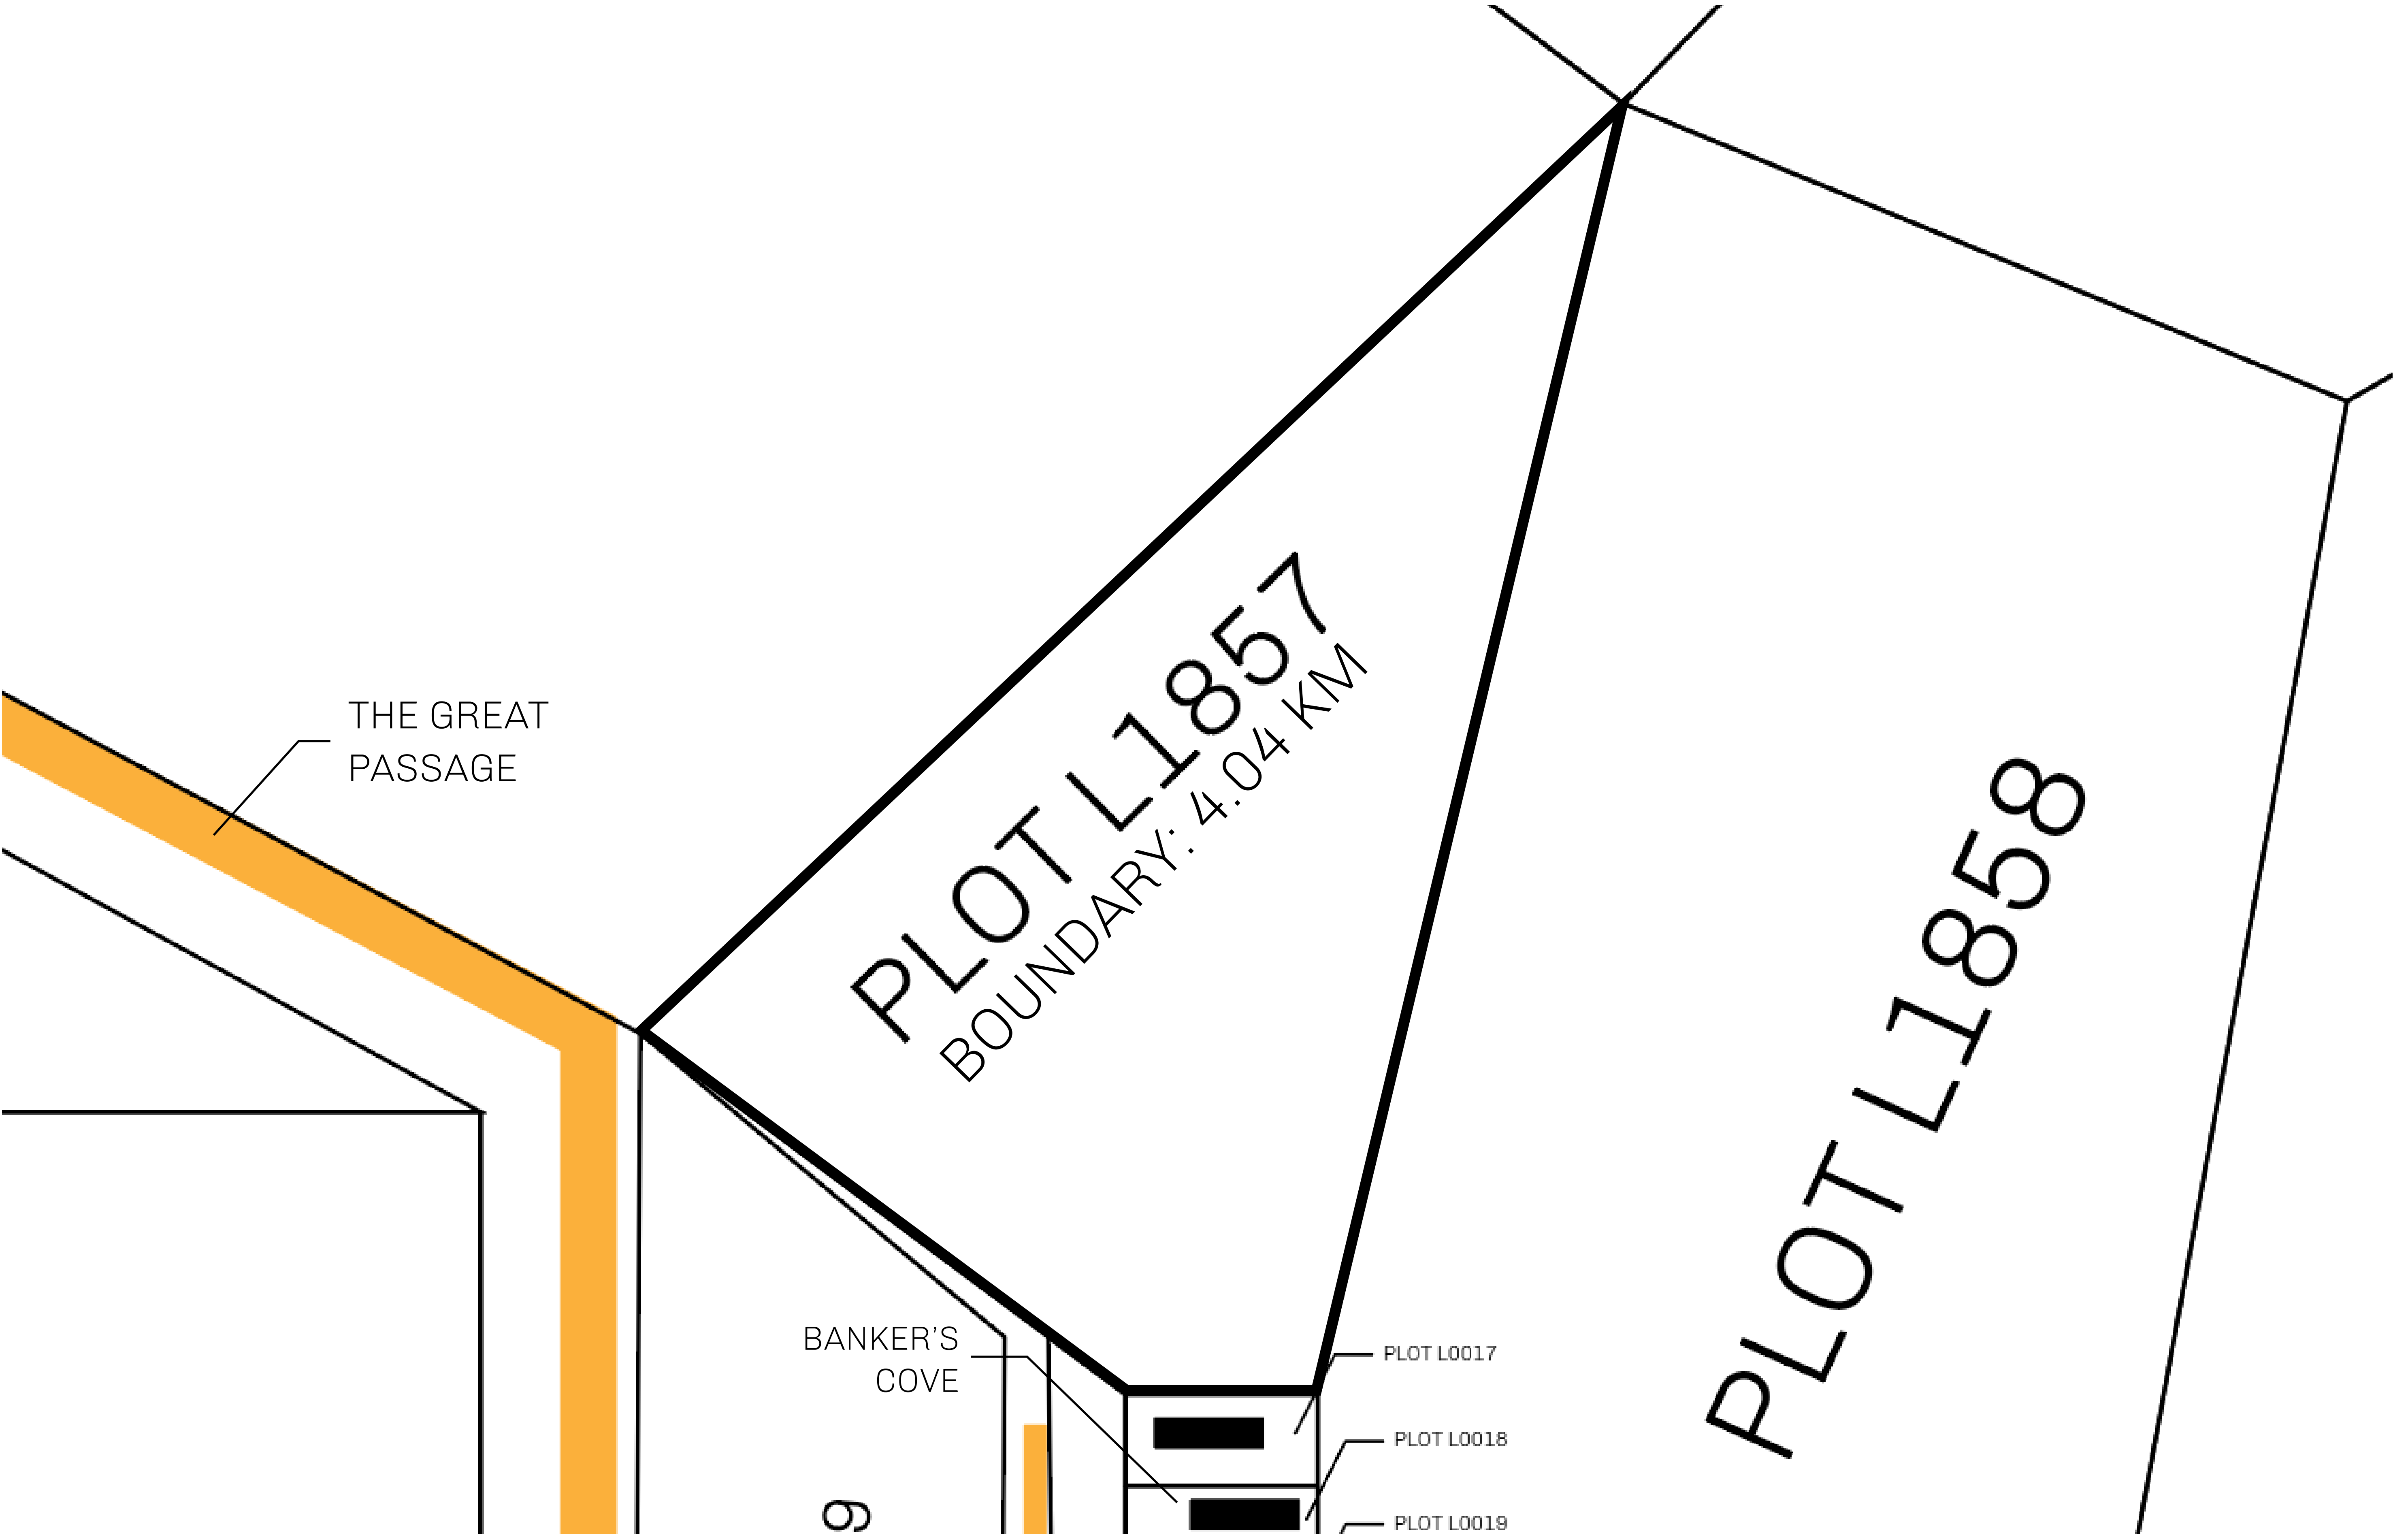 THE GREAT
PASSAGE
PLOT L1857
BOUNDARY: 4.04 KM
PLOT L1858
BANKER'S
COVE
PLOT L0017
PLOT L0018
PLOT L0019
9